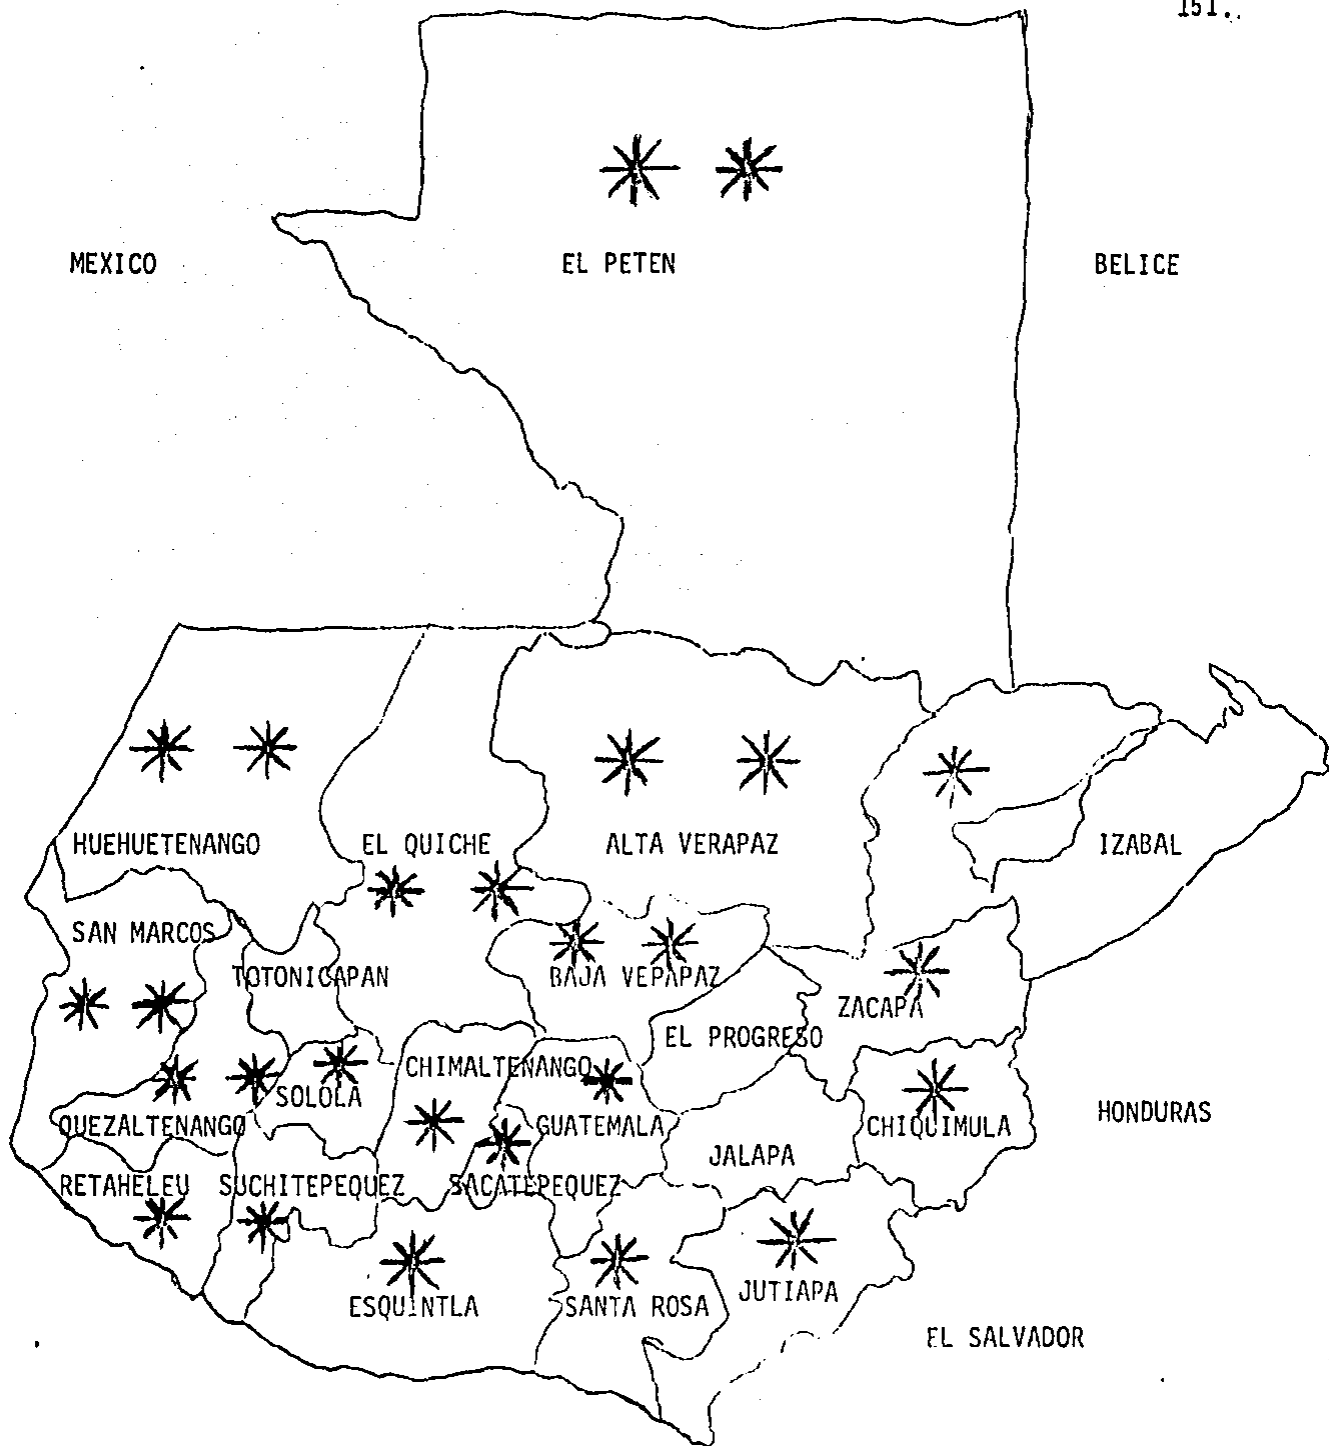 151.
MEXICO
EL PETEN
BELICE
HUEHUETENANGO
EL QUICHE
ALTA VERAPAZ
IZABAL
SAN MARCOS
TOTONICAPAN
BAJA VEPAPAZ
ZACAPA
EL PROGRESO
CHIMALTENANGO
SOLOLA
QUEZALTENANGO
GUATEMALA
CHIQUIMULA
HONDURAS
JALAPA
RETAHELEU
SUCHITEPEQUEZ
SACATEPEQUEZ
JUTIAPA
ESQUINTLA
SANTA ROSA
EL SALVADOR